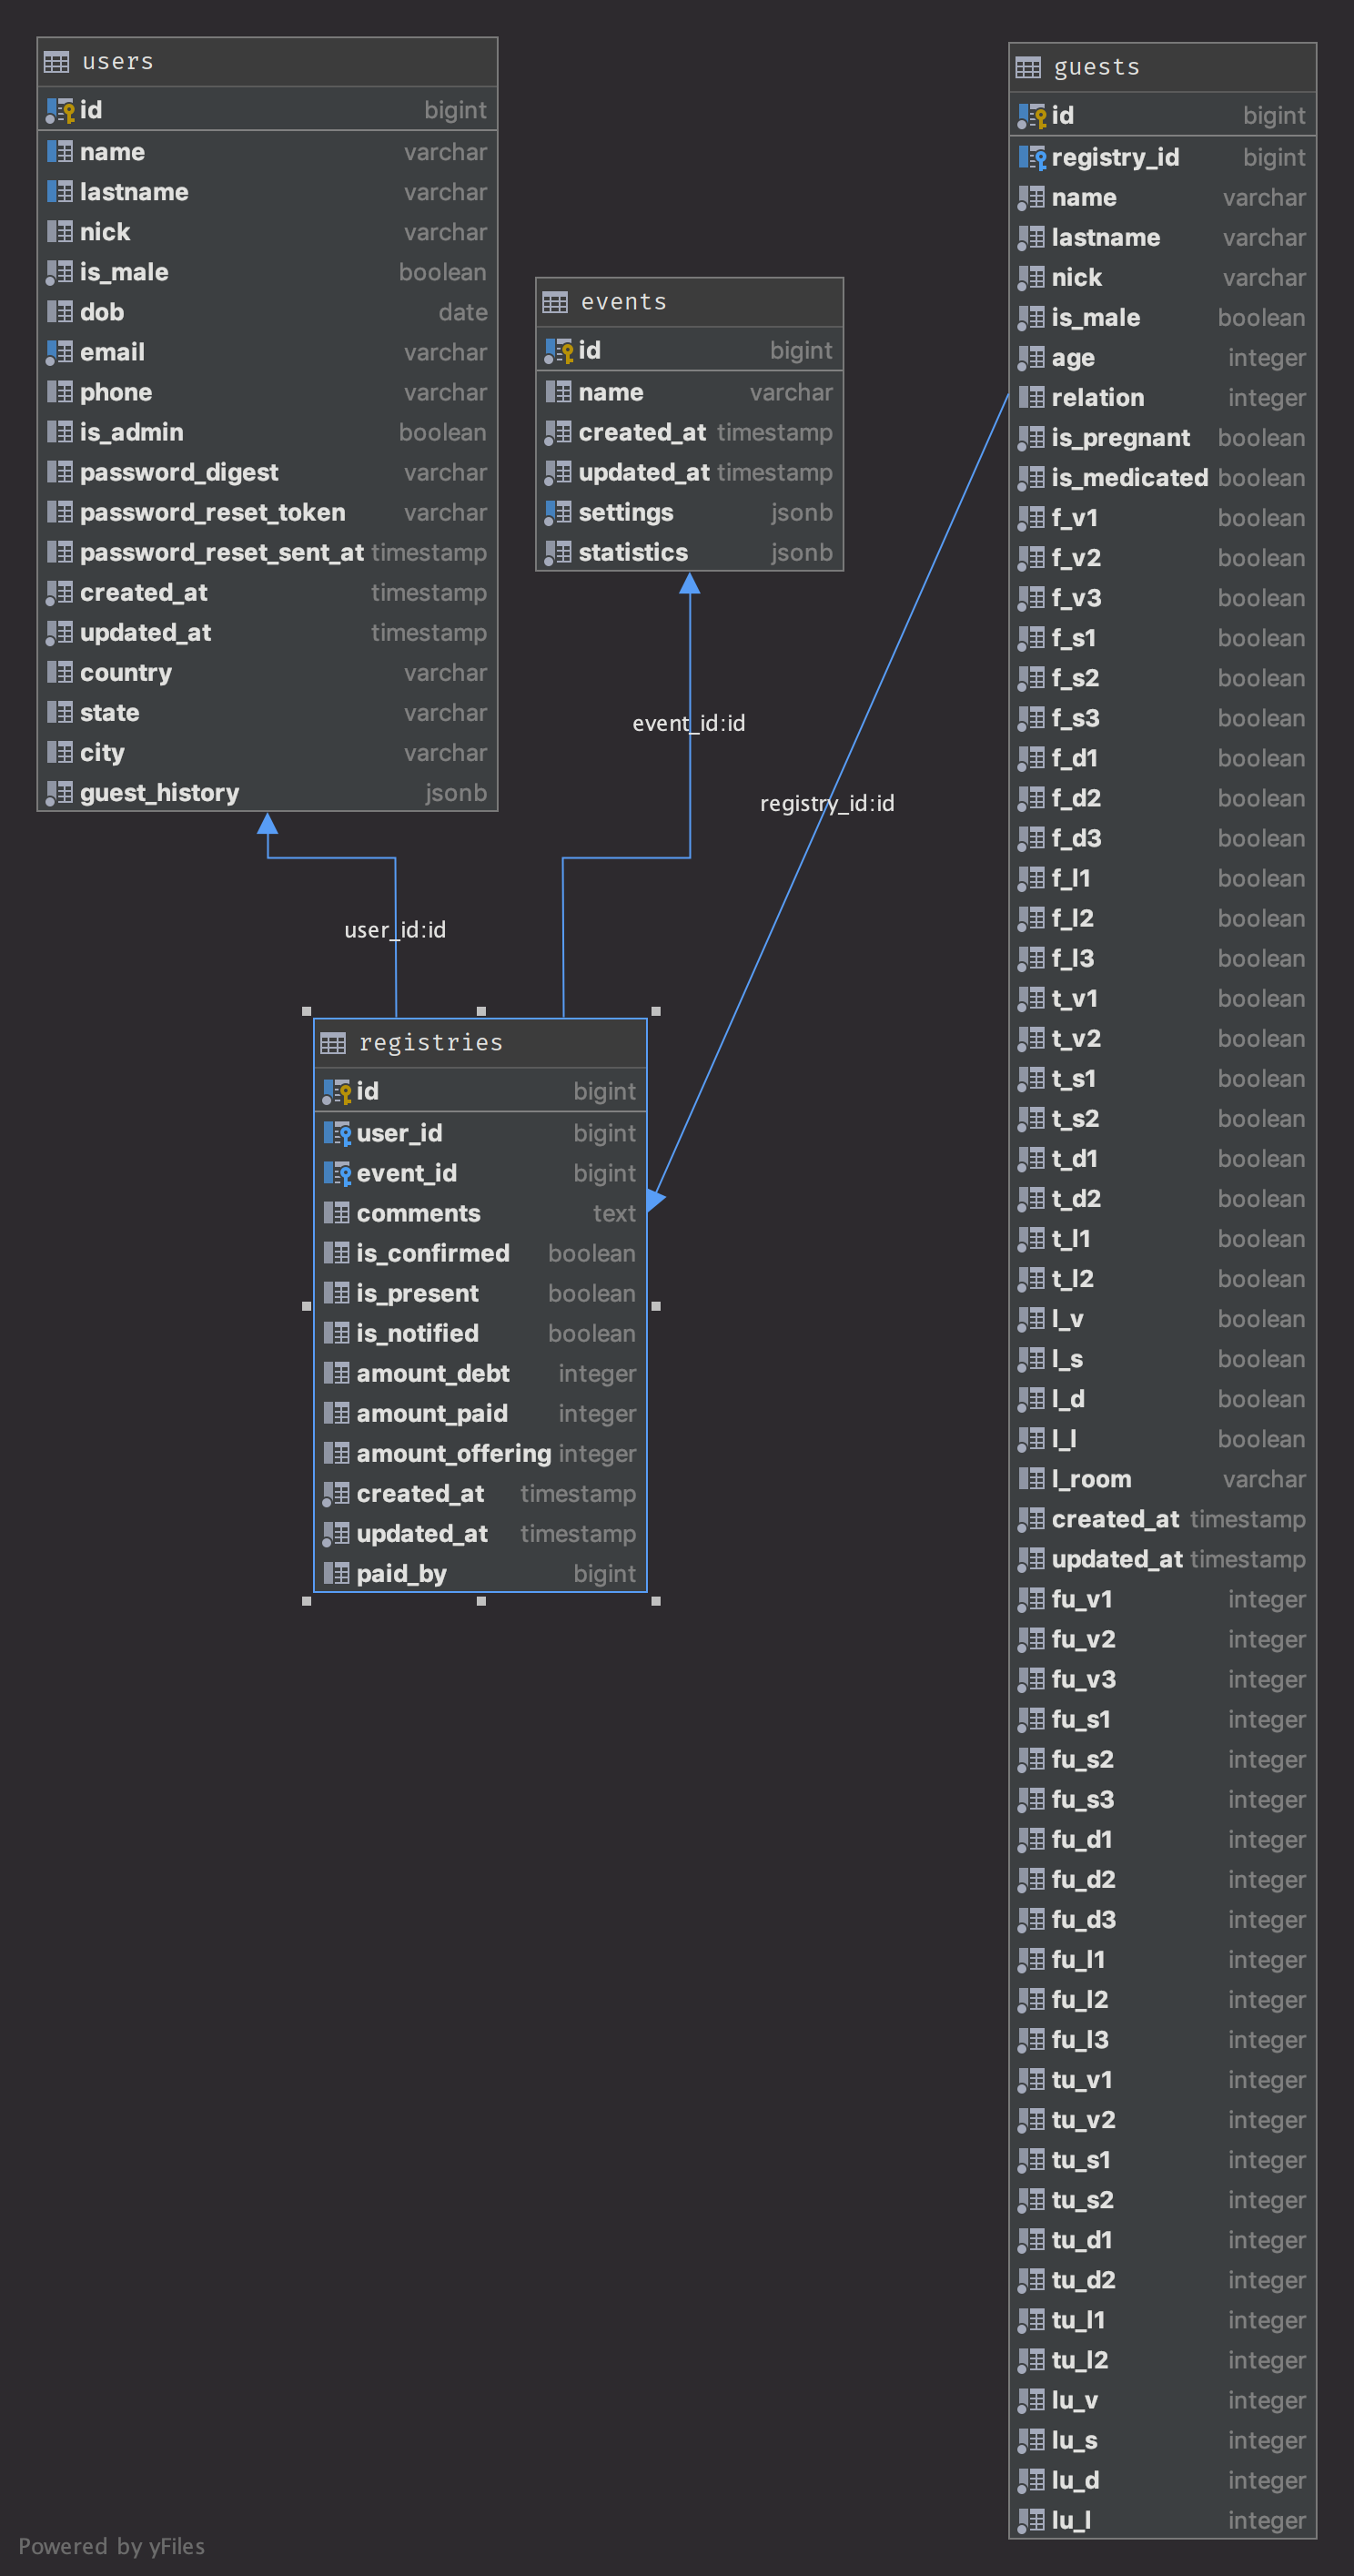 users
id bigint
name varchar
lastname varchar
nick varchar
is_male boolean
dob date
email varchar
phone varchar
is_admin boolean
password_digest varchar
password_reset_token varchar
password_reset_sent_at timestamp
created_at timestamp
updated_at timestamp
country varchar
state varchar
city varchar
guest_history jsonb
events
id bigint
name varchar
created_at timestamp
updated_at timestamp
settings jsonb
statistics jsonb
event_id:id
registry_id:id
user_id:id
registries
id bigint
user_id bigint
event_id bigint
comments text
is_confirmed boolean
is_present boolean
is_notified boolean
amount_debt integer
amount_paid integer
amount_offering integer
created_at timestamp
updated_at timestamp
paid_by bigint
guests
id bigint
registry_id bigint
name varchar
lastname varchar
nick varchar
is_male boolean
age integer
relation integer
is_pregnant boolean
is_medicated boolean
f_v1 boolean
f_v2 boolean
f_v3 boolean
f_s1 boolean
f_s2 boolean
f_s3 boolean
f_d1 boolean
f_d2 boolean
f_d3 boolean
f_l1 boolean
f_l2 boolean
f_l3 boolean
t_v1 boolean
t_v2 boolean
t_s1 boolean
t_s2 boolean
t_d1 boolean
t_d2 boolean
t_l1 boolean
t_l2 boolean
l_v boolean
l_s boolean
l_d boolean
l_l boolean
l_room varchar
created_at timestamp
updated_at timestamp
fu_v1 integer
fu_v2 integer
fu_v3 integer
fu_s1 integer
fu_s2 integer
fu_s3 integer
fu_d1 integer
fu_d2 integer
fu_d3 integer
fu_l1 integer
fu_l2 integer
fu_l3 integer
tu_v1 integer
tu_v2 integer
tu_s1 integer
tu_s2 integer
tu_d1 integer
tu_d2 integer
tu_l1 integer
tu_l2 integer
lu_v integer
lu_s integer
lu_d integer
lu_l integer
Powered by yFiles